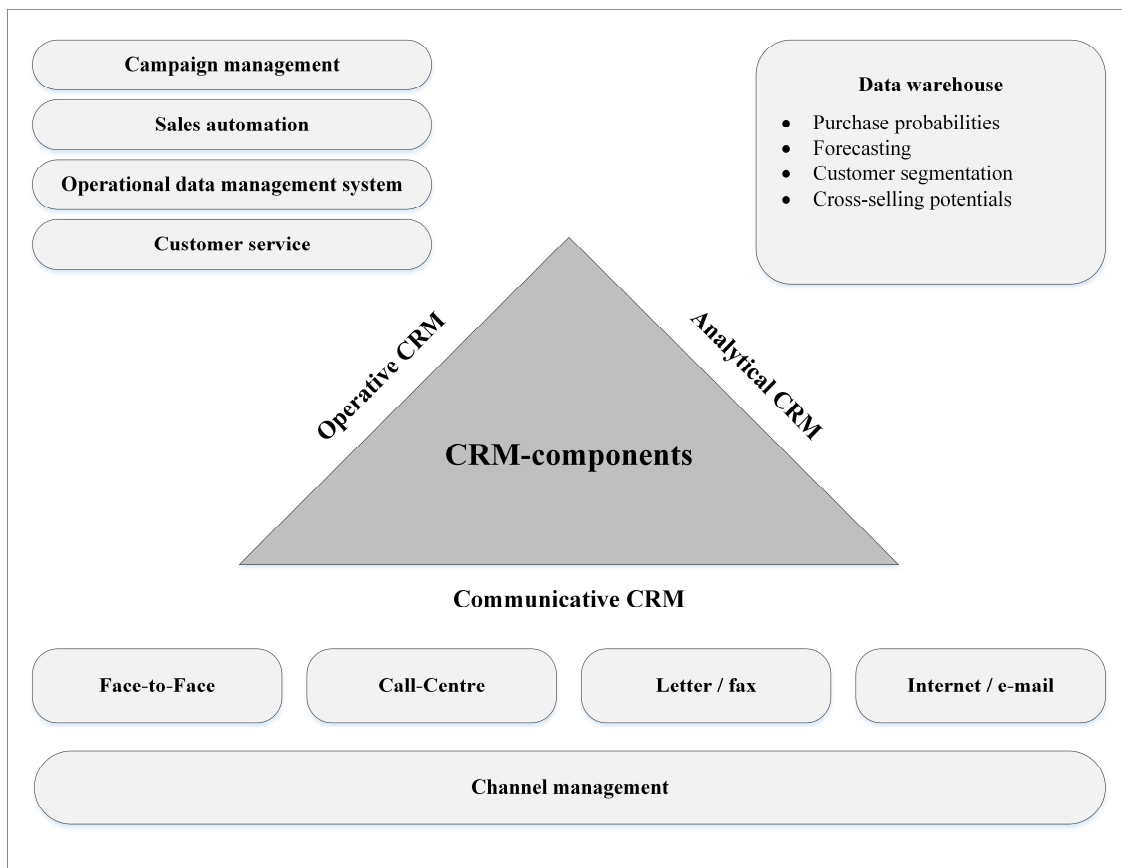 Campaign management
Sales automation
Operational data management system
Customer service
Data warehouse
• Purchase probabilities
• Forecasting
• Customer segmentation
• Cross-selling potentials
Operative CRM
Analytical CRM
CRM-components
Communicative CRM
Face-to-Face
Call-Centre
Letter / fax
Internet / e-mail
Channel management